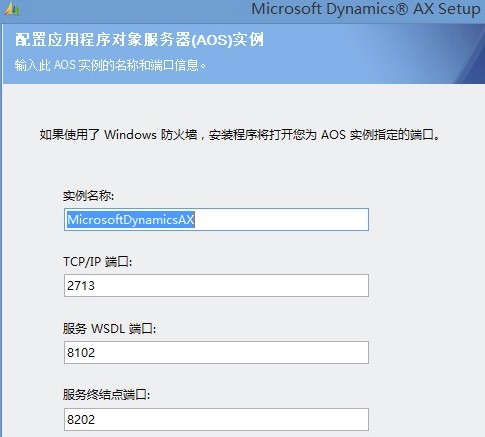 Microsoft Dynamics® AX Setup
配置应用程序对象服务器(AOS)实例
输入此 AOS 实例的名称和端口信息。
如果使用了 Windows 防火墙，安装程序将打开您为 AOS 实例指定的端口。
实例名称:
MicrosoftDynamicsAX
TCP/IP 端口:
2713
服务 WSDL 端口:
8102
服务终结点端口:
8202